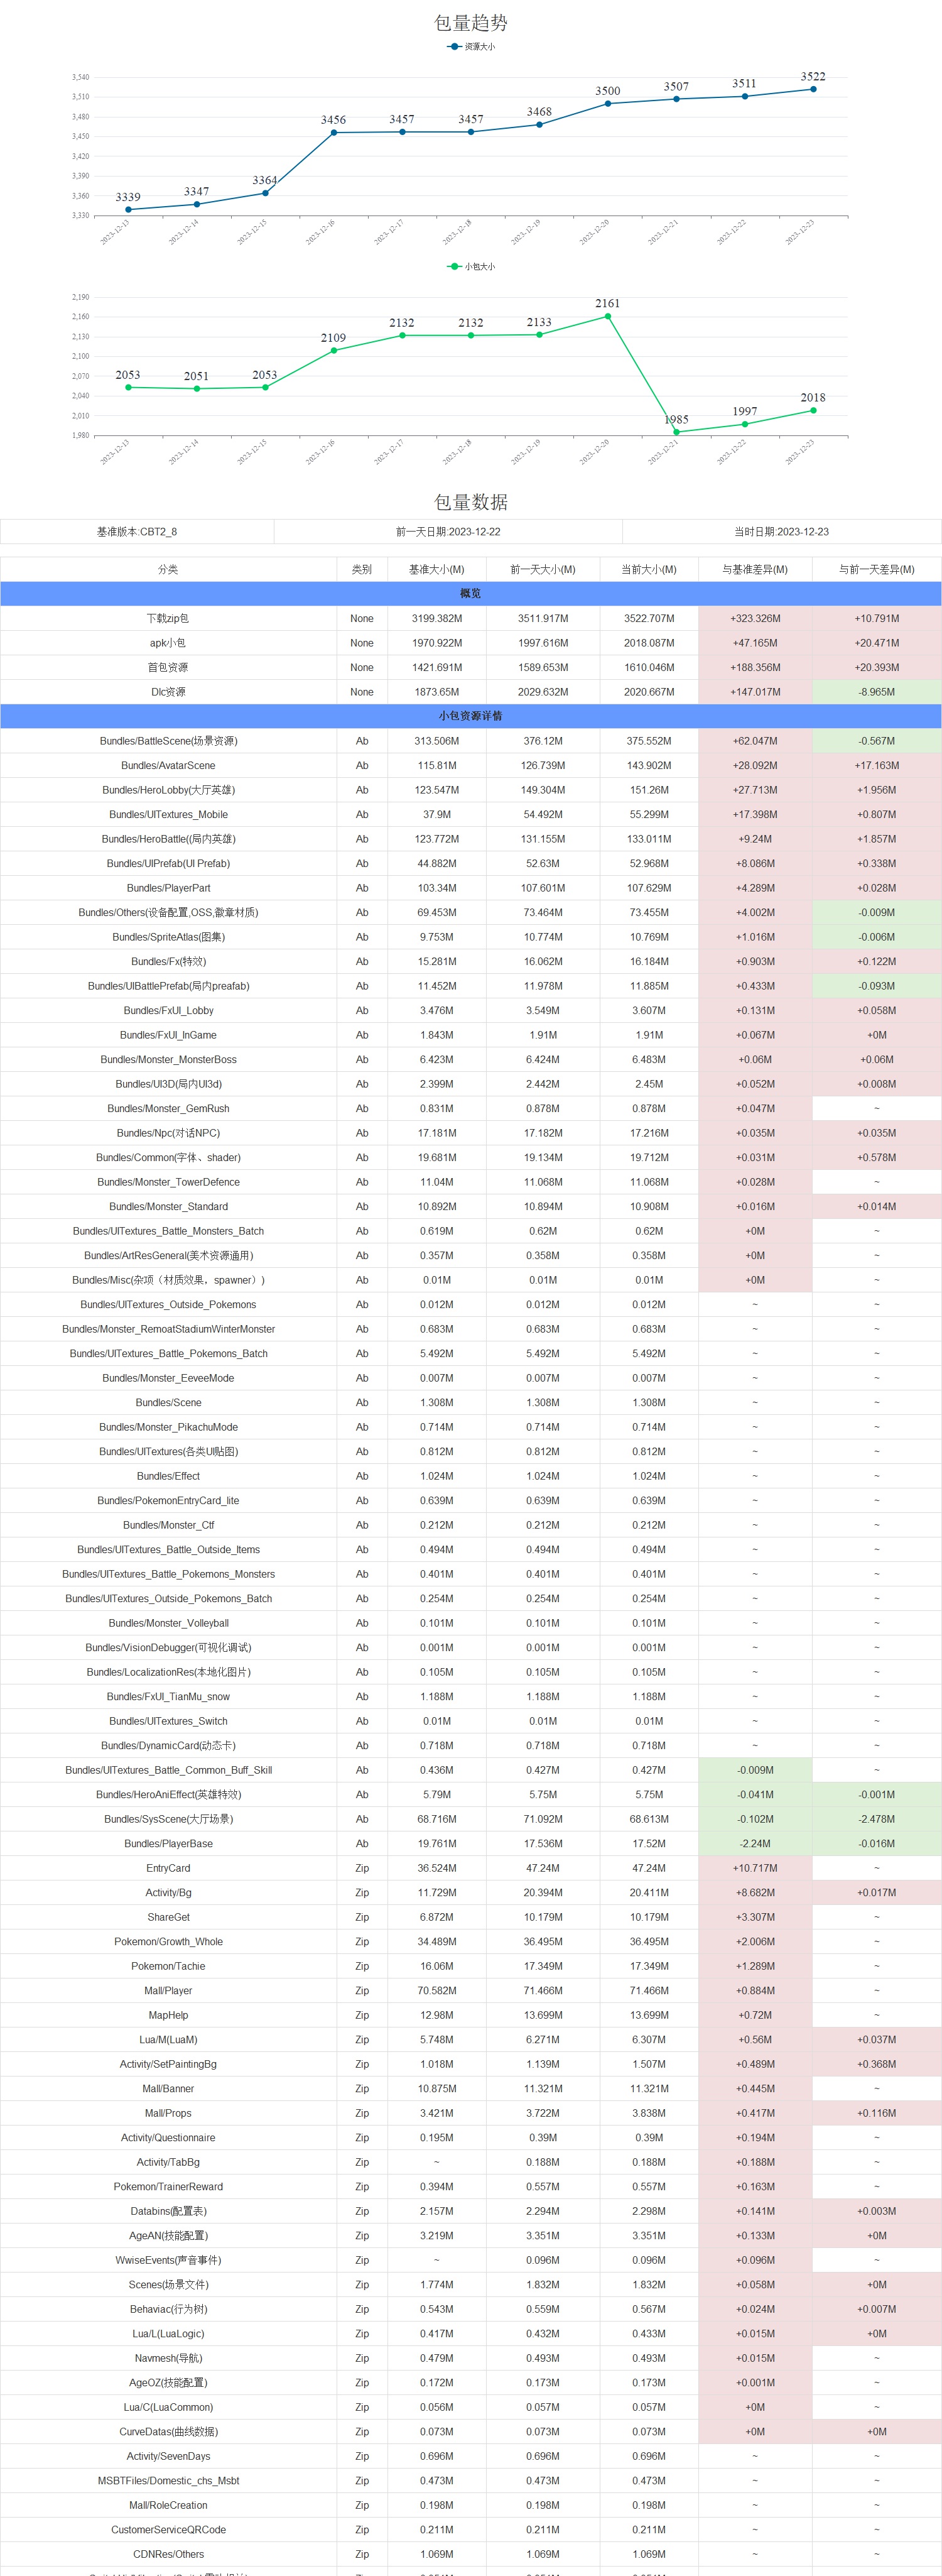 包量趋势
资源大小
3,540
3,510
3,480
3,450
3,420
3,390
3,360
3,330
3339
3347
3364
3456
3457
3457
3468
3500
3507
3511
3522
2023-12-13
2023-12-14
2023-12-15
2023-12-16
2023-12-17
2023-12-18
2023-12-19
2023-12-20
2023-12-21
2023-12-22
2023-12-23
小包大小
2,190
2,160
2,130
2,100
2,070
2,040
2,010
1,980
2053
2051
2053
2109
2132
2132
2133
2161
1985
1997
2018
2023-12-13
2023-12-14
2023-12-15
2023-12-16
2023-12-17
2023-12-18
2023-12-19
2023-12-20
2023-12-21
2023-12-22
2023-12-23
包量数据
基准版本:CBT2_8 前一天日期:2023-12-22 当时日期:2023-12-23
分类 类别 基准大小(M) 前一天大小(M) 当前大小(M) 与基准差异(M) 与前一天差异(M)
概览
下载zip包 None 3199.382M 3511.917M 3522.707M +323.326M +10.791M
apk小包 None 1970.922M 1997.616M 2018.087M +47.165M +20.471M
首包资源 None 1421.691M 1589.653M 1610.046M +188.356M +20.393M
Dlc资源 None 1873.65M 2029.632M 2020.667M +147.017M -8.965M
小包资源详情
Bundles/BattleScene(场景资源) Ab 313.506M 376.12M 375.552M +62.047M -0.567M
Bundles/AvatarScene Ab 115.81M 126.739M 143.902M +28.092M +17.163M
Bundles/HeroLobby(大厅英雄) Ab 123.547M 149.304M 151.26M +27.713M +1.956M
Bundles/UITextures_Mobile Ab 37.9M 54.492M 55.299M +17.398M +0.807M
Bundles/HeroBattle((局内英雄) Ab 123.772M 131.155M 133.011M +9.24M +1.857M
Bundles/UIPrefab(UI Prefab) Ab 44.882M 52.63M 52.968M +8.086M +0.338M
Bundles/PlayerPart Ab 103.34M 107.601M 107.629M +4.289M +0.028M
Bundles/Others(设备配置,OSS,徽章材质) Ab 69.453M 73.464M 73.455M +4.002M -0.009M
Bundles/SpriteAtlas(图集) Ab 9.753M 10.774M 10.769M +1.016M -0.006M
Bundles/Fx(特效) Ab 15.281M 16.062M 16.184M +0.903M +0.122M
Bundles/UIBattlePrefab(局内preafab) Ab 11.452M 11.978M 11.885M +0.433M -0.093M
Bundles/FxUI_Lobby Ab 3.476M 3.549M 3.607M +0.131M +0.058M
Bundles/FxUI_InGame Ab 1.843M 1.91M 1.91M +0.067M +0M
Bundles/Monster_MonsterBoss Ab 6.423M 6.424M 6.483M +0.06M +0.06M
Bundles/UI3D(局内UI3d) Ab 2.399M 2.442M 2.45M +0.052M +0.008M
Bundles/Monster_GemRush Ab 0.831M 0.878M 0.878M +0.047M ~
Bundles/Npc(对话NPC) Ab 17.181M 17.182M 17.216M +0.035M +0.035M
Bundles/Common(字体、shader) Ab 19.681M 19.134M 19.712M +0.031M +0.578M
Bundles/Monster_TowerDefence Ab 11.04M 11.068M 11.068M +0.028M ~
Bundles/Monster_Standard Ab 10.892M 10.894M 10.908M +0.016M +0.014M
Bundles/UITextures_Battle_Monsters_Batch Ab 0.619M 0.62M 0.62M +0M ~
Bundles/ArtResGeneral(美术资源通用) Ab 0.357M 0.358M 0.358M +0M ~
Bundles/Misc(杂项（材质效果，spawner）) Ab 0.01M 0.01M 0.01M +0M ~
Bundles/UITextures_Outside_Pokemons Ab 0.012M 0.012M 0.012M ~ ~
Bundles/Monster_RemoatStadiumWinterMonster Ab 0.683M 0.683M 0.683M ~ ~
Bundles/UITextures_Battle_Pokemons_Batch Ab 5.492M 5.492M 5.492M ~ ~
Bundles/Monster_EeveeMode Ab 0.007M 0.007M 0.007M ~ ~
Bundles/Scene Ab 1.308M 1.308M 1.308M ~ ~
Bundles/Monster_PikachuMode Ab 0.714M 0.714M 0.714M ~ ~
Bundles/UITextures(各类UI贴图) Ab 0.812M 0.812M 0.812M ~ ~
Bundles/Effect Ab 1.024M 1.024M 1.024M ~ ~
Bundles/PokemonEntryCard_lite Ab 0.639M 0.639M 0.639M ~ ~
Bundles/Monster_Ctf Ab 0.212M 0.212M 0.212M ~ ~
Bundles/UITextures_Battle_Outside_Items Ab 0.494M 0.494M 0.494M ~ ~
Bundles/UITextures_Battle_Pokemons_Monsters Ab 0.401M 0.401M 0.401M ~ ~
Bundles/UITextures_Outside_Pokemons_Batch Ab 0.254M 0.254M 0.254M ~ ~
Bundles/Monster_Volleyball Ab 0.101M 0.101M 0.101M ~ ~
Bundles/VisionDebugger(可视化调试) Ab 0.001M 0.001M 0.001M ~ ~
Bundles/LocalizationRes(本地化图片) Ab 0.105M 0.105M 0.105M ~ ~
Bundles/FxUI_TianMu_snow Ab 1.188M 1.188M 1.188M ~ ~
Bundles/UITextures_Switch Ab 0.01M 0.01M 0.01M ~ ~
Bundles/DynamicCard(动态卡) Ab 0.718M 0.718M 0.718M ~ ~
Bundles/UITextures_Battle_Common_Buff_Skill Ab 0.436M 0.427M 0.427M -0.009M ~
Bundles/HeroAniEffect(英雄特效) Ab 5.79M 5.75M 5.75M -0.041M -0.001M
Bundles/SysScene(大厅场景) Ab 68.716M 71.092M 68.613M -0.102M -2.478M
Bundles/PlayerBase Ab 19.761M 17.536M 17.52M -2.24M -0.016M
EntryCard Zip 36.524M 47.24M 47.24M +10.717M ~
Activity/Bg Zip 11.729M 20.394M 20.411M +8.682M +0.017M
ShareGet Zip 6.872M 10.179M 10.179M +3.307M ~
Pokemon/Growth_Whole Zip 34.489M 36.495M 36.495M +2.006M ~
Pokemon/Tachie Zip 16.06M 17.349M 17.349M +1.289M ~
Mall/Player Zip 70.582M 71.466M 71.466M +0.884M ~
MapHelp Zip 12.98M 13.699M 13.699M +0.72M ~
Lua/M(LuaM) Zip 5.748M 6.271M 6.307M +0.56M +0.037M
Activity/SetPaintingBg Zip 1.018M 1.139M 1.507M +0.489M +0.368M
Mall/Banner Zip 10.875M 11.321M 11.321M +0.445M ~
Mall/Props Zip 3.421M 3.722M 3.838M +0.417M +0.116M
Activity/Questionnaire Zip 0.195M 0.39M 0.39M +0.194M ~
Activity/TabBg Zip ~ 0.188M 0.188M +0.188M ~
Pokemon/TrainerReward Zip 0.394M 0.557M 0.557M +0.163M ~
Databins(配置表) Zip 2.157M 2.294M 2.298M +0.141M +0.003M
AgeAN(技能配置) Zip 3.219M 3.351M 3.351M +0.133M +0M
WwiseEvents(声音事件) Zip ~ 0.096M 0.096M +0.096M ~
Scenes(场景文件) Zip 1.774M 1.832M 1.832M +0.058M +0M
Behaviac(行为树) Zip 0.543M 0.559M 0.567M +0.024M +0.007M
Lua/L(LuaLogic) Zip 0.417M 0.432M 0.433M +0.015M +0M
Navmesh(导航) Zip 0.479M 0.493M 0.493M +0.015M ~
AgeOZ(技能配置) Zip 0.172M 0.173M 0.173M +0.001M ~
Lua/C(LuaCommon) Zip 0.056M 0.057M 0.057M +0M ~
CurveDatas(曲线数据) Zip 0.073M 0.073M 0.073M +0M +0M
Activity/SevenDays Zip 0.696M 0.696M 0.696M ~ ~
MSBTFiles/Domestic_chs_Msbt Zip 0.473M 0.473M 0.473M ~ ~
Mall/RoleCreation Zip 0.198M 0.198M 0.198M ~ ~
CustomerServiceQRCode Zip 0.211M 0.211M 0.211M ~ ~
CDNRes/Others Zip 1.069M 1.069M 1.069M ~ ~